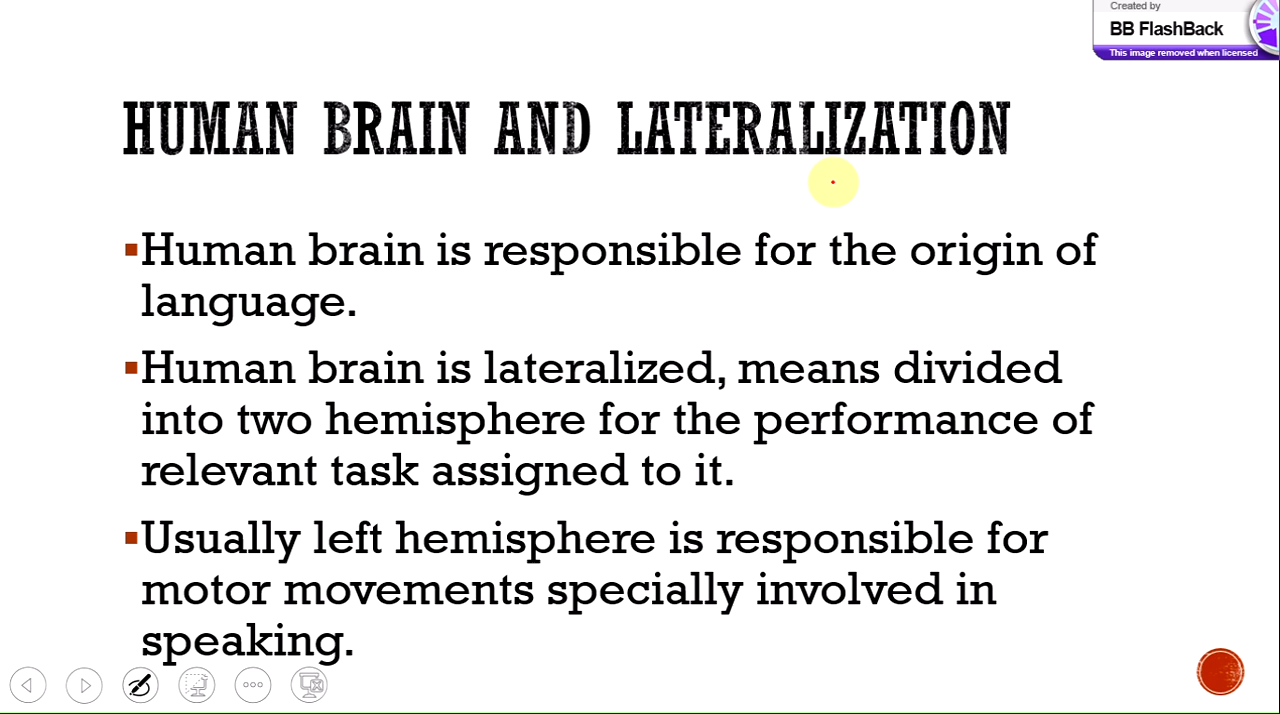 Created by
BB FlashBack
This image removed when licensed
HUMAN BRAIN AND LATERALIZATION
▪Human brain is responsible for the origin of
language.
▪Human brain is lateralized, means divided
into two hemisphere for the performance of
relevant task assigned to it.
▪Usually left hemisphere is responsible for
motor movements specially involved in
speaking.